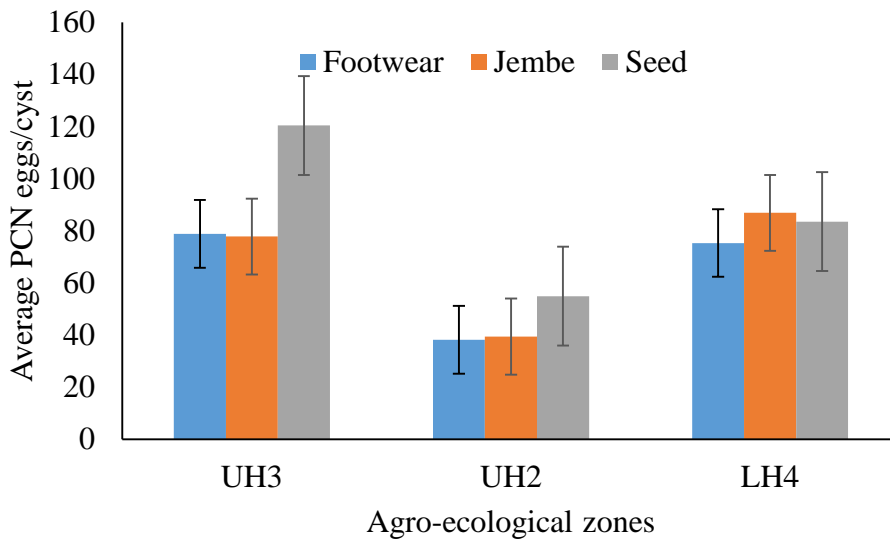 Average PCN eggs/cyst
160
140
120
100
80
60
40
20
0
Footwear Jembe Seed
UH3 UH2 LH4
Agro-ecological zones